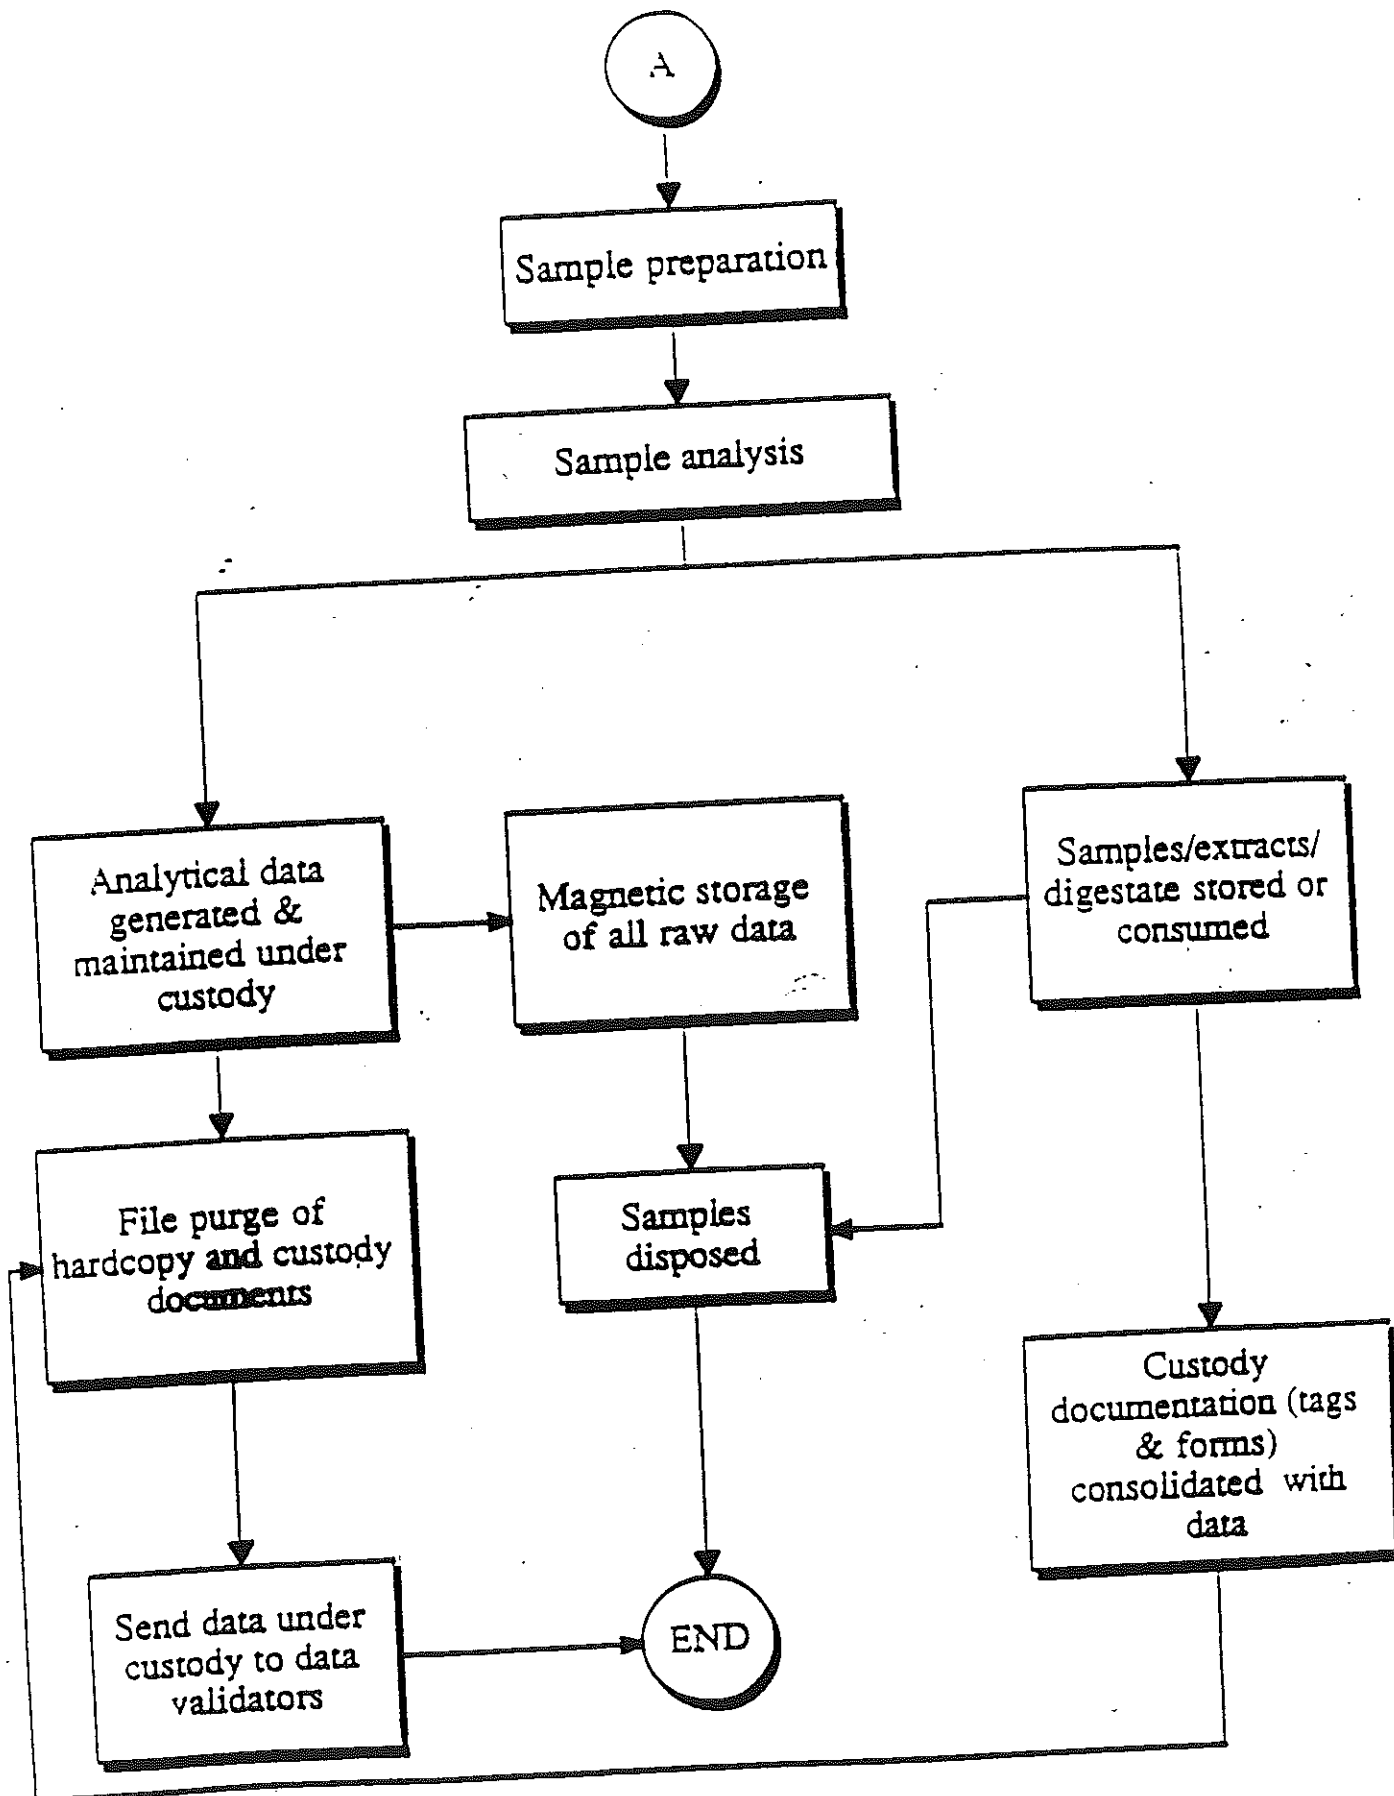 A
Sample preparation
Sample analysis
Analytical data
generated &
maintained under
custody
Magnetic storage
of all raw data
Samples/extracts/
digestate stored or
consumed
File purge of
hardcopy and custody
documents
Samples
disposed
Custody
documentation (tags
& forms)
consolidated with
data
Send data under
custody to data
validators
END